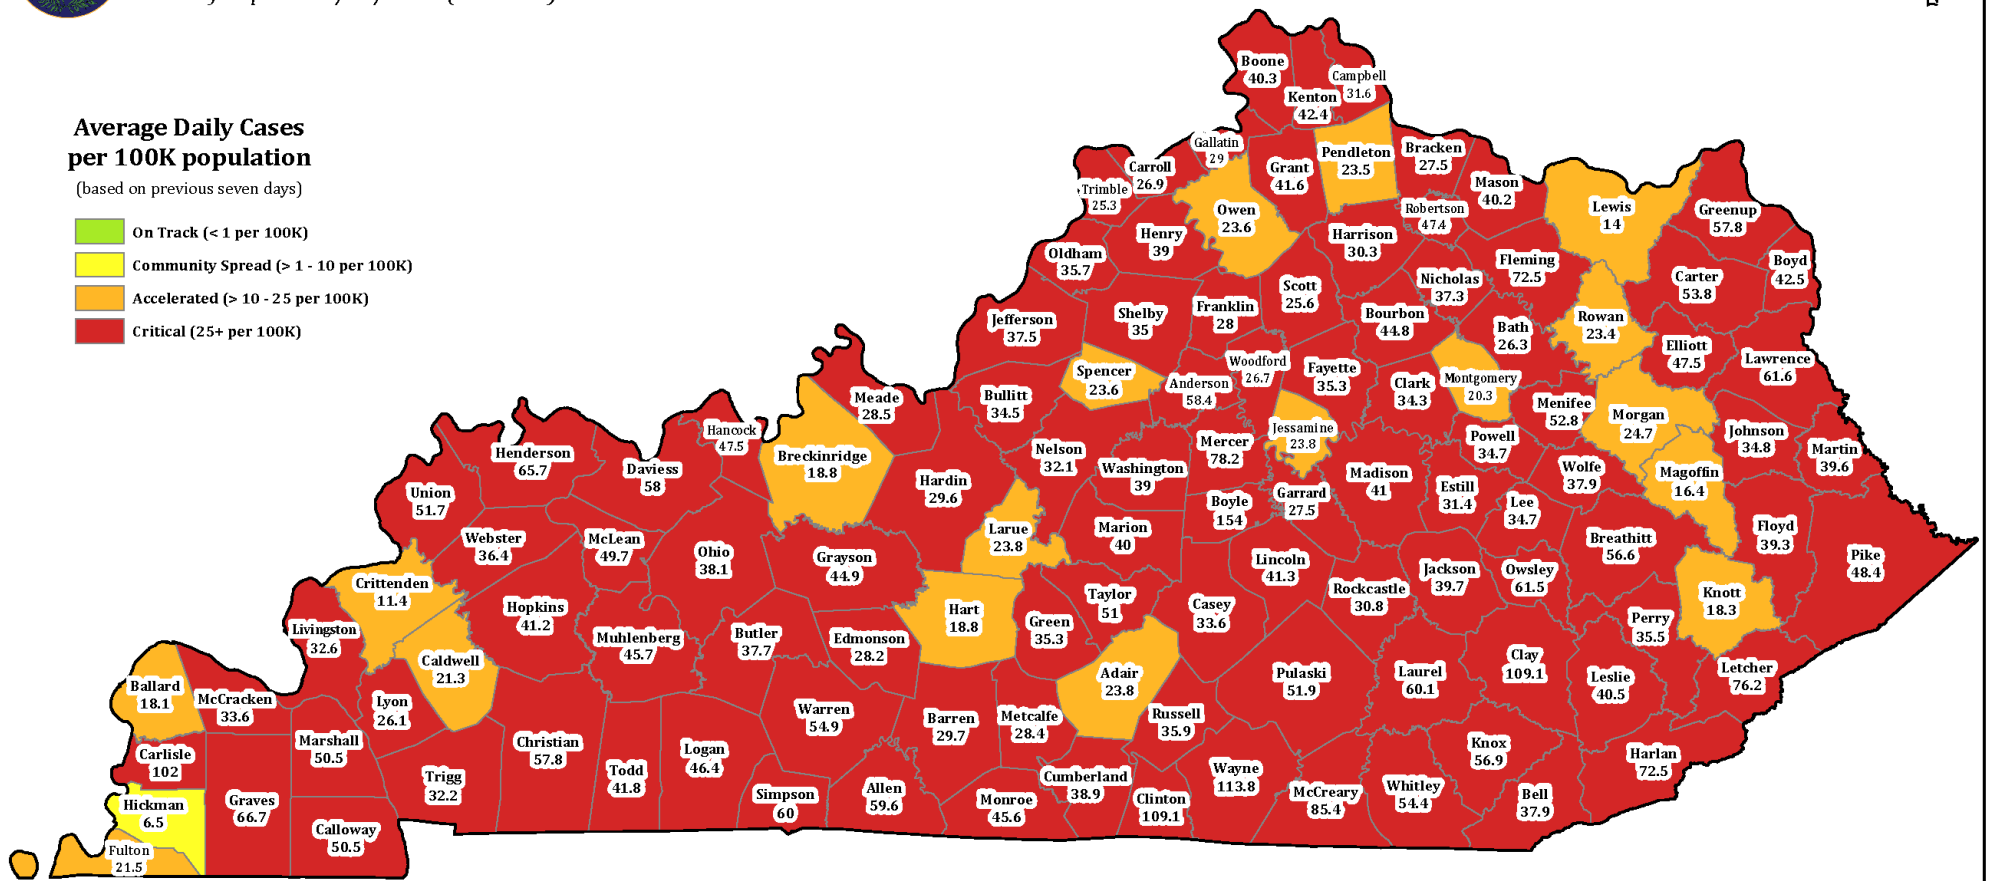 Average Daily Cases
per 100K population
(based on previous seven days)
On Track (< 1 per 100K)
Community Spread (> 1 - 10 per 100K)
Accelerated (> 10 - 25 per 100K)
Critical (25+ per 100K)
Boone
40.3
Campbell
31.6
Kenton
42.4
Gallatin
29
Pendleton
23.5
Bracken
27.5
Carroll
26.9
Grant
41.6
Mason
40.2
Trimble
25.3
Owen
23.6
Robertson
47.4
Lewis
14
Greenup
57.8
Henry
39
Harrison
30.3
Oldham
35.7
Fleming
72.5
Boyd
42.5
Nicholas
37.3
Carter
53.8
Scott
25.6
Jefferson
37.5
Shelby
35
Franklin
28
Bourbon
44.8
Bath
26.3
Rowan
23.4
Elliott
47.5
Lawrence
61.6
Spencer
23.6
Anderson
58.4
Woodford
26.7
Fayette
35.3
Clark
34.3
Montgomery
20.3
Meade
28.5
Bullitt
34.5
Menifee
52.8
Morgan
24.7
Hancock
47.5
Jessamine
23.8
Johnson
34.8
Henderson
65.7
Daviess
58
Breckinridge
18.8
Nelson
32.1
Washington
39
Mercer
78.2
Powell
34.7
Martin
39.6
Union
51.7
Hardin
29.6
Madison
41
Wolfe
37.9
Magoffin
16.4
Boyle
154
Garrard
27.5
Estill
31.4
Lee
34.7
Webster
36.4
McLean
49.7
Ohio
38.1
Larue
23.8
Marion
40
Breathitt
56.6
Floyd
39.3
Grayson
44.9
Lincoln
41.3
Pike
48.4
Crittenden
11.4
Jackson
39.7
Owsley
61.5
Hopkins
41.2
Hart
18.8
Taylor
51
Casey
33.6
Rockcastle
30.8
Knott
18.3
Livingston
32.6
Muhlenberg
45.7
Butler
37.7
Edmonson
28.2
Green
35.3
Perry
35.5
Caldwell
21.3
Adair
23.8
Pulaski
51.9
Laurel
60.1
Clay
109.1
Leslie
40.5
Letcher
76.2
Ballard
18.1
McCracken
33.6
Lyon
26.1
Warren
54.9
Barren
29.7
Metcalfe
28.4
Russell
35.9
Carlisle
102
Marshall
50.5
Christian
57.8
Logan
46.4
Knox
56.9
Harlan
72.5
Trigg
32.2
Todd
41.8
Cumberland
38.9
Wayne
113.8
Hickman
6.5
Graves
66.7
Simpson
60
Allen
59.6
Monroe
45.6
Clinton
109.1
McCreary
85.4
Whitley
54.4
Bell
37.9
Calloway
50.5
Fulton
21.5